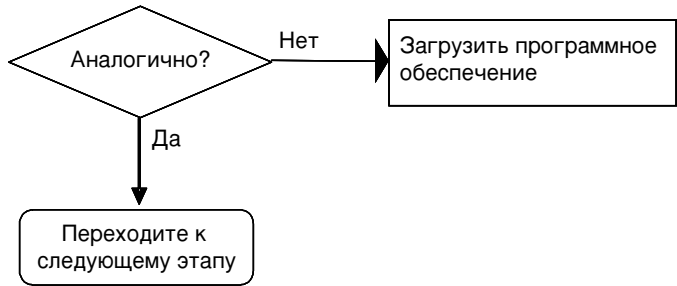 Аналогично?
Нет
Загрузить программное
обеспечение
Да
Переходите к
следующему этапу